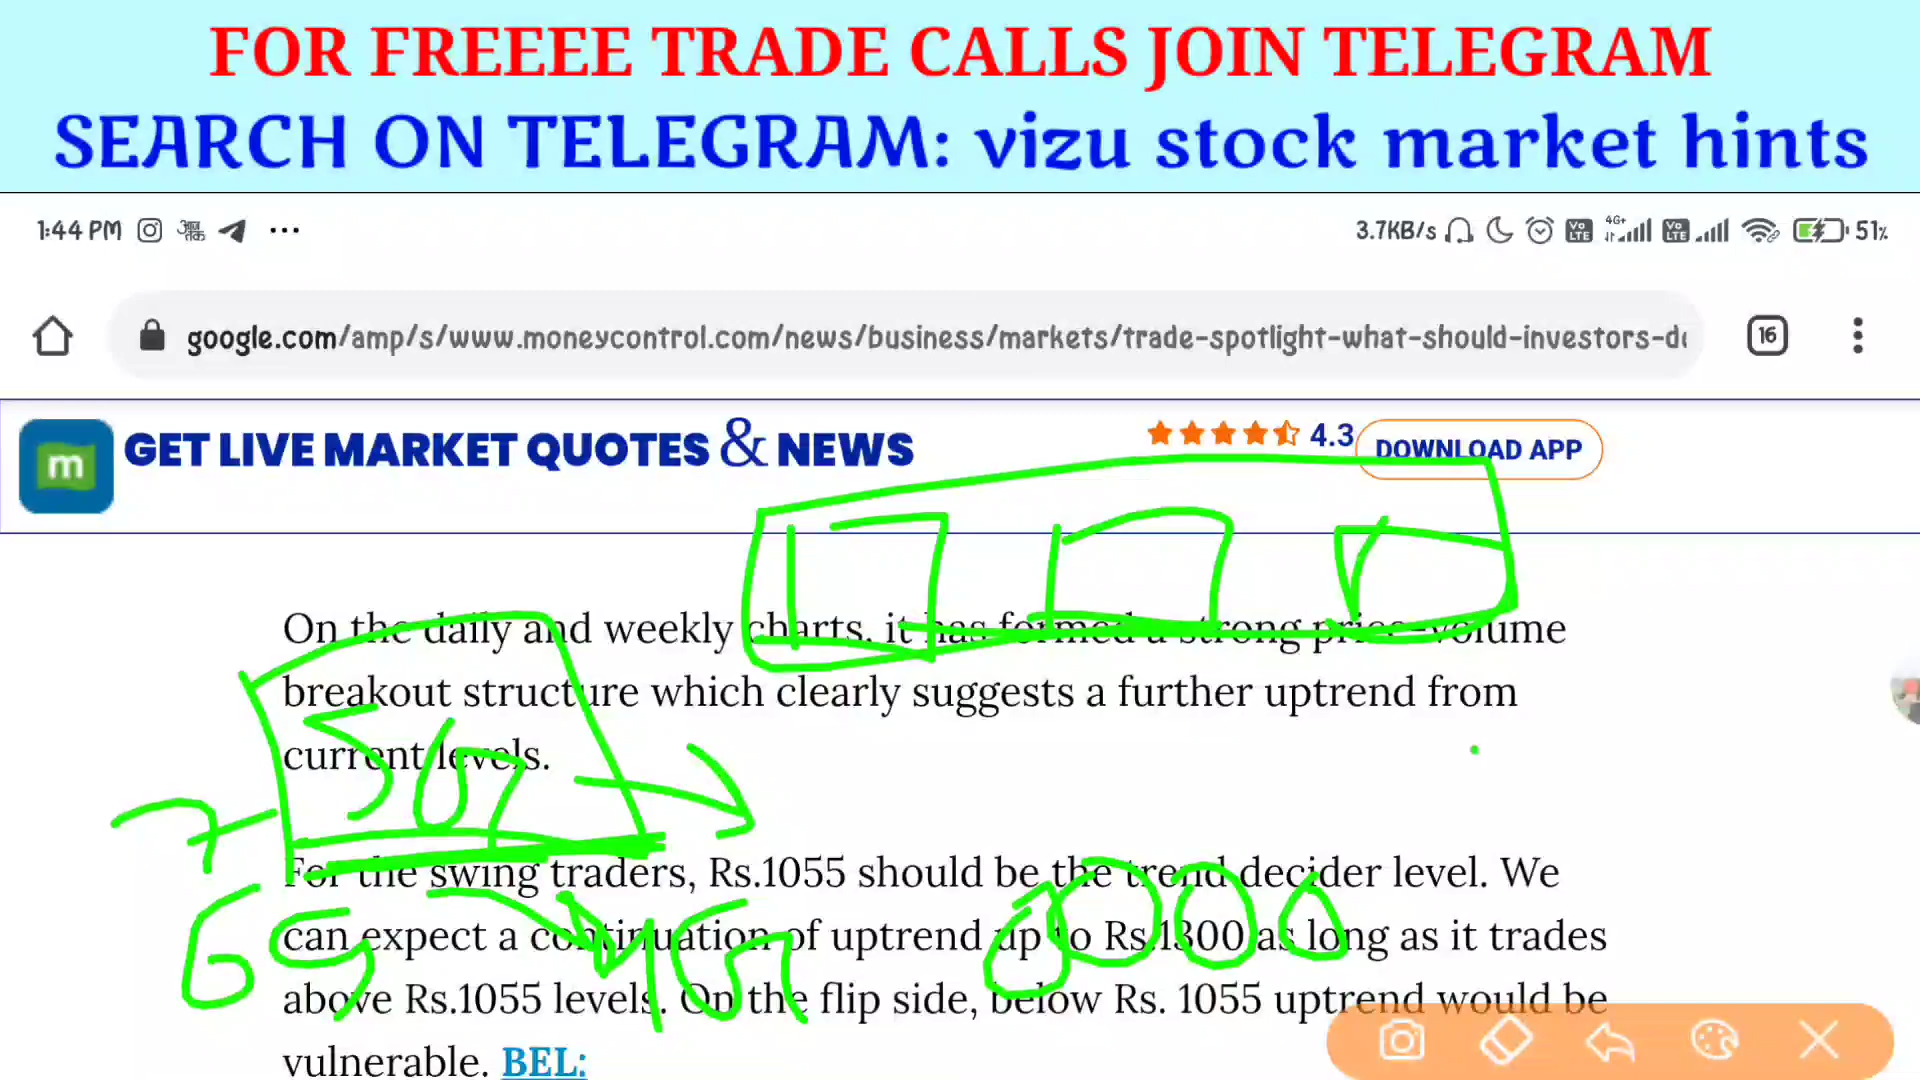 FOR FREEEE TRADE CALLS JOIN TELEGRAM
SEARCH ON TELEGRAM: vizu stock market hints
1:44 PM ... 3.7KB/s 4G+ Vo LTE Vo LTE 51%
google.com/amp/s/www.moneycontrol.com/news/business/markets/trade-spotlight-what-should-investors-d 16
m GET LIVE MARKET QUOTES & NEWS 4.3 DOWNLOAD APP
On the daily and weekly charts, it has formed a strong price-volume
breakout structure which clearly suggests a further uptrend from
current levels.
For the swing traders, Rs.1055 should be the trend decider level. We
can expect a continuation of uptrend up to Rs.1300 as long as it trades
above Rs.1055 levels. On the flip side, below Rs. 1055 uptrend would be
vulnerable. BEL: